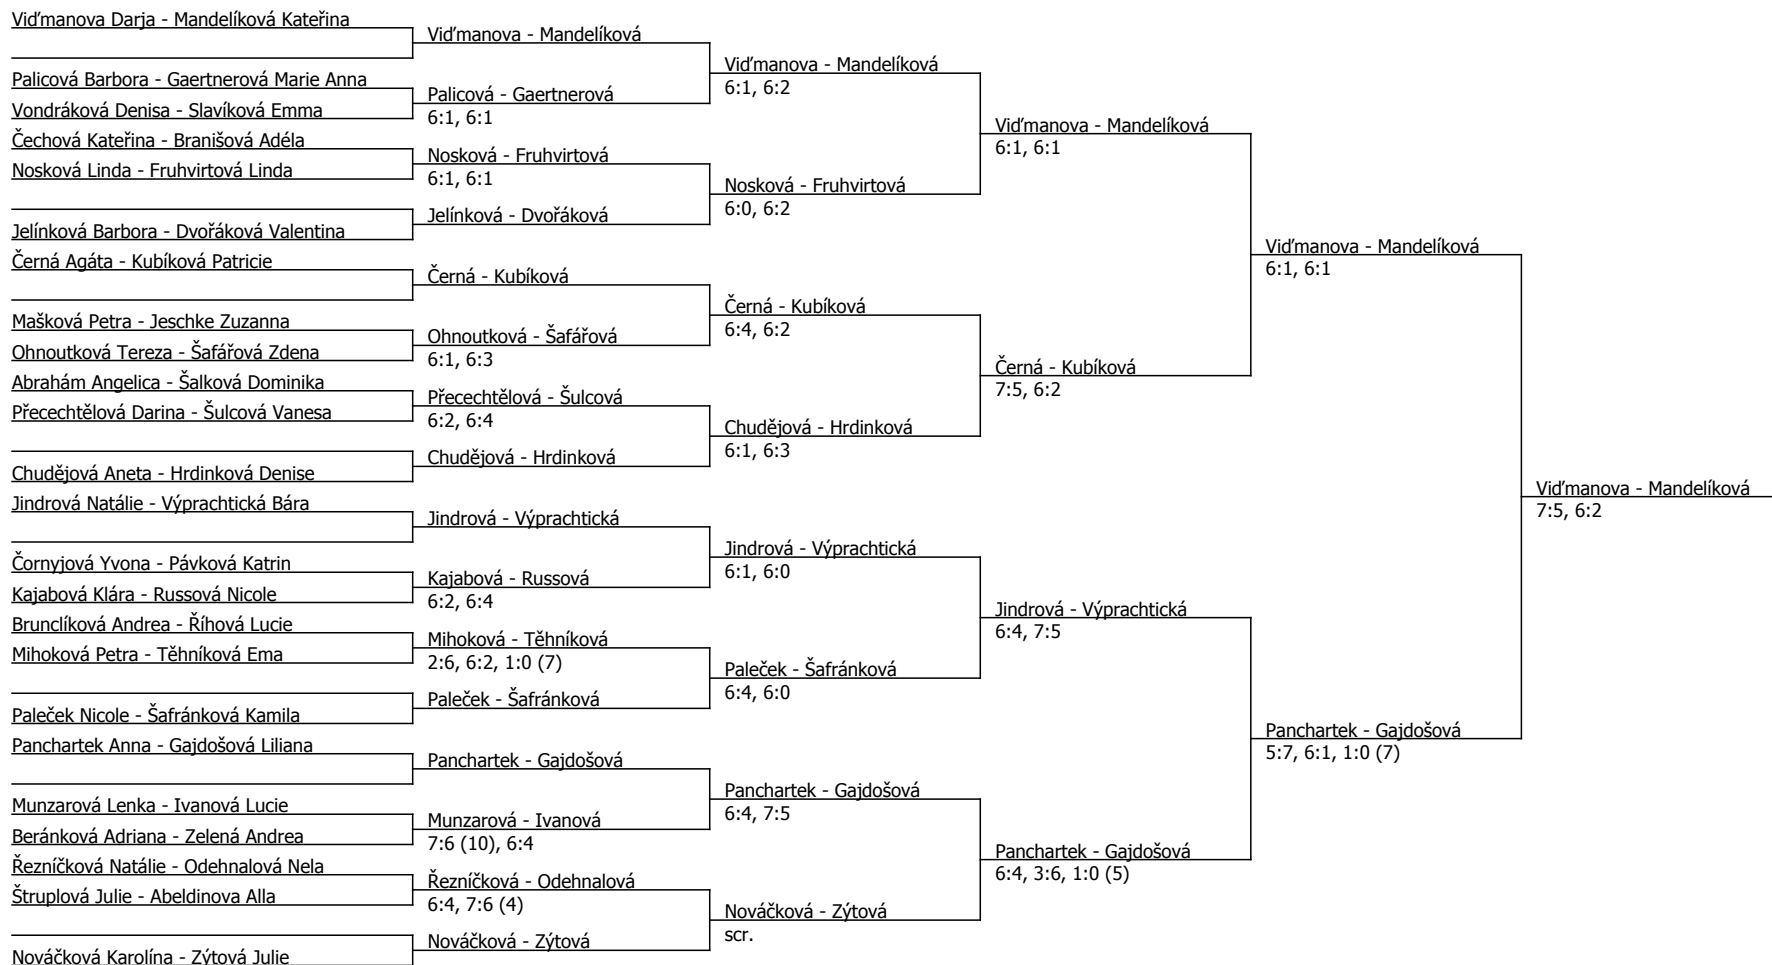 Viďmanova Darja - Mandelíková Kateřina
Palicová Barbora - Gaertnerová Marie Anna
Vondráková Denisa - Slavíková Emma
Čechová Kateřina - Branišová Adéla
Nosková Linda - Fruhvirtová Linda
Jelínková Barbora - Dvořáková Valentina
Černá Agáta - Kubíková Patricie
Mašková Petra - Jeschke Zuzanna
Ohnoutková Tereza - Šafářová Zdena
Abrahám Angelica - Šalková Dominika
Přecechtělová Darina - Šulcová Vanesa
Chudějová Aneta - Hrdinková Denise
Jindrová Natálie - Výprachtická Bára
Čornyjová Yvona - Pávková Katrin
Kajabová Klára - Russová Nicole
Brunclíková Andrea - Říhová Lucie
Mihoková Petra - Těhníková Ema
Paleček Nicole - Šafránková Kamila
Panchartek Anna - Gajdošová Liliana
Munzarová Lenka - Ivanová Lucie
Beránková Adriana - Zelená Andrea
Řezníčková Natálie - Odehnalová Nela
Štruplová Julie - Abeldinova Alla
Nováčková Karolína - Zýtová Julie
Viďmanova - Mandelíková
Palicová - Gaertnerová
6:1, 6:1
Nosková - Fruhvirtová
6:1, 6:1
Jelínková - Dvořáková
Černá - Kubíková
Ohnoutková - Šafářová
6:1, 6:3
Přecechtělová - Šulcová
6:2, 6:4
Chudějová - Hrdinková
Jindrová - Výprachtická
Kajabová - Russová
6:2, 6:4
Mihoková - Těhníková
2:6, 6:2, 1:0 (7)
Paleček - Šafránková
Panchartek - Gajdošová
Munzarová - Ivanová
7:6 (10), 6:4
Řezníčková - Odehnalová
6:4, 7:6 (4)
Nováčková - Zýtová
Viďmanova - Mandelíková
6:1, 6:2
Nosková - Fruhvirtová
6:0, 6:2
Černá - Kubíková
6:4, 6:2
Chudějová - Hrdinková
6:1, 6:3
Jindrová - Výprachtická
6:1, 6:0
Paleček - Šafránková
6:4, 6:0
Panchartek - Gajdošová
6:4, 7:5
Nováčková - Zýtová
scr.
Viďmanova - Mandelíková
6:1, 6:1
Černá - Kubíková
7:5, 6:2
Jindrová - Výprachtická
6:4, 7:5
Panchartek - Gajdošová
6:4, 3:6, 1:0 (5)
Viďmanova - Mandelíková
6:1, 6:1
Panchartek - Gajdošová
5:7, 6:1, 1:0 (7)
Viďmanova - Mandelíková
7:5, 6:2